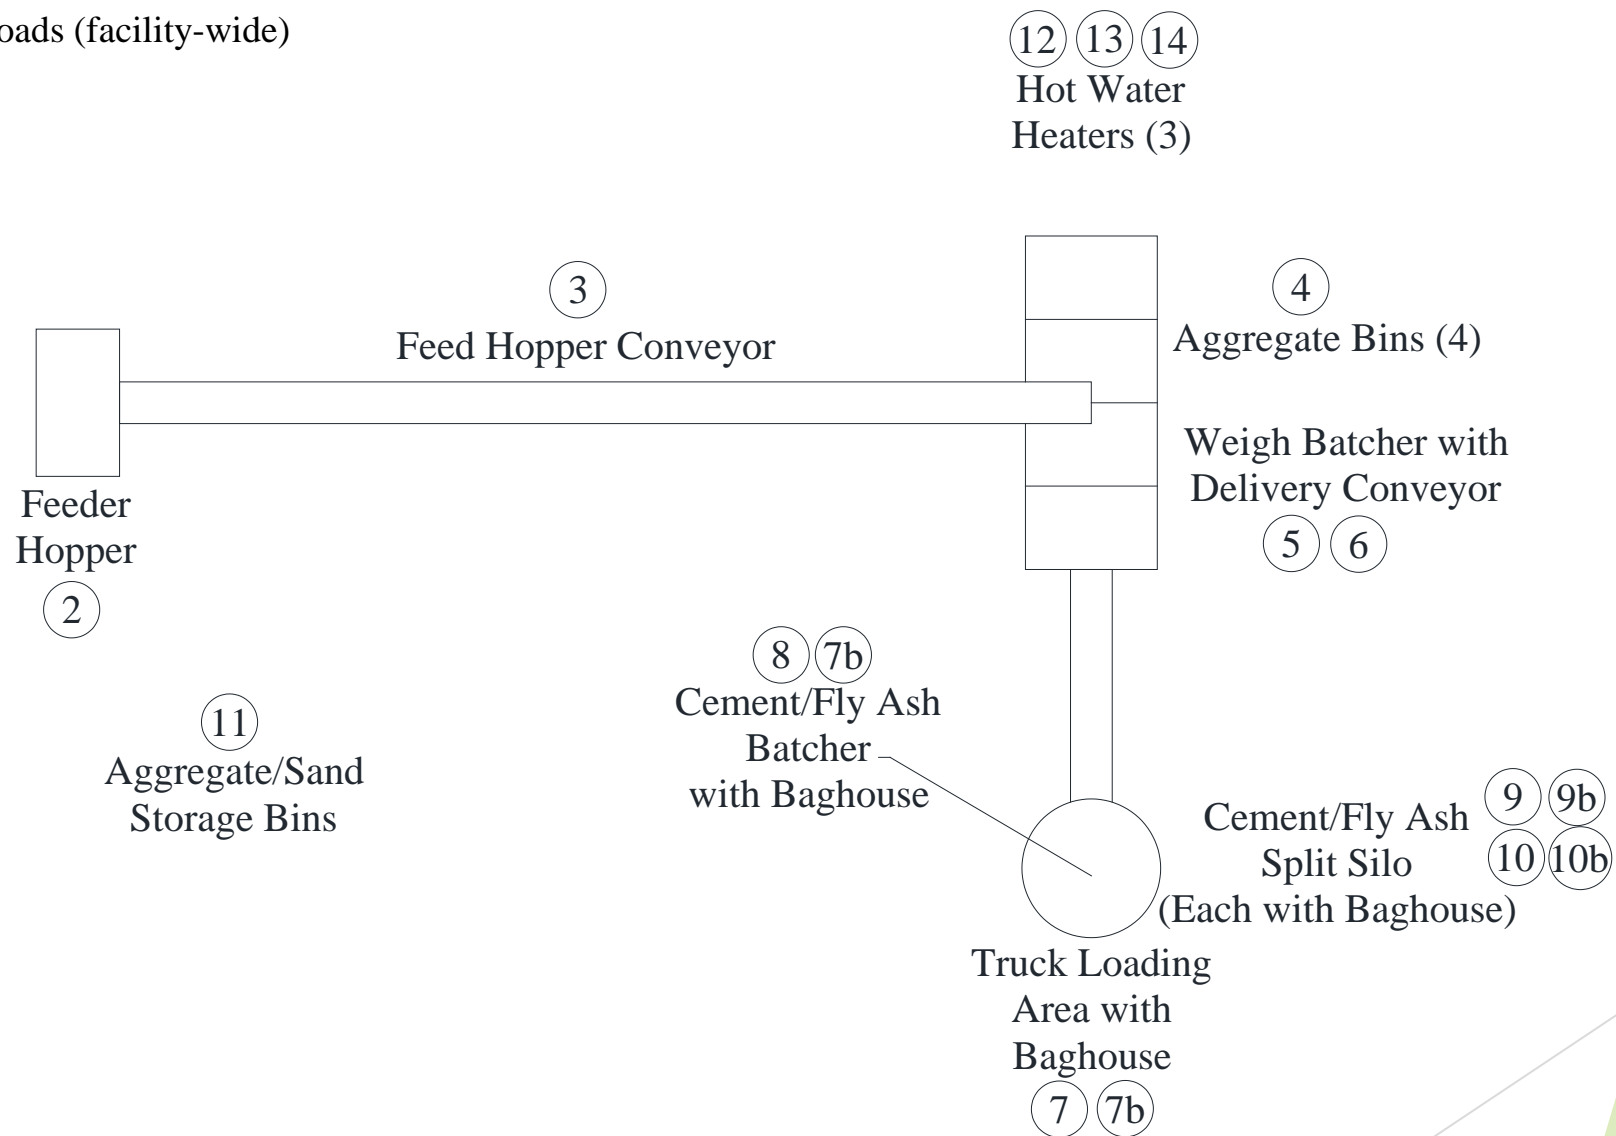 (facility-wide)
12 13 14
Hot Water
Heaters (3)
3
Feed Hopper Conveyor
4
Aggregate Bins (4)
Weigh Batcher with
Delivery Conveyor
5 6
Feeder
Hopper
2
8 7b
Cement/Fly Ash
Batcher
with Baghouse
11
Aggregate/Sand
Storage Bins
9 9b
Cement/Fly Ash
Split Silo
10 10b
(Each with Baghouse)
Truck Loading
Area with
Baghouse
7 7b